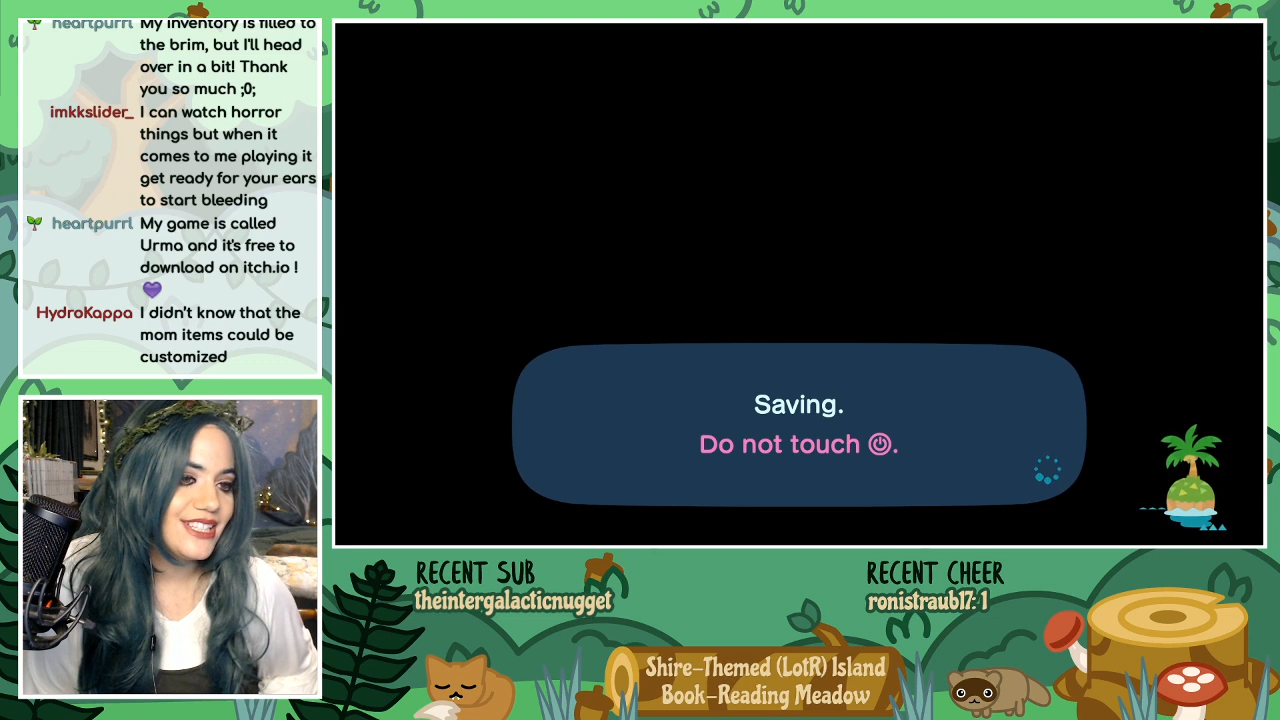 heartpurrl My inventory is filled to
the brim, but I'll head
over in a bit! Thank
you so much ;0;
imkkslider_ I can watch horror
things but when it
comes to me playing it
get ready for your ears
to start bleeding
heartpurrl My game is called
Urma and it's free to
download on itch.io !
💜
HydroKappa I didn't know that the
mom items could be
customized
Saving.
Do not touch ⏻.
RECENT SUB
theintergalacticnugget
RECENT CHEER
ronistraub17: 1
Shire-Themed (LotR) Island
Book-Reading Meadow